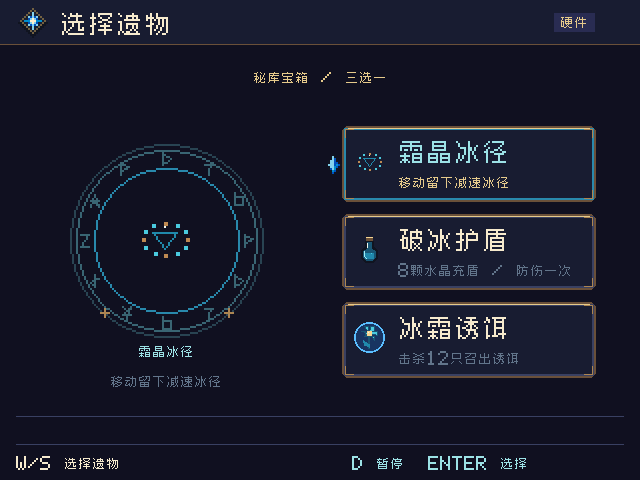 选择遗物
硬件
秘库宝箱 / 三选一
霜晶冰径
移动留下减速冰径
破冰护盾
8颗水晶充盾 / 防伤一次
冰霜诱饵
击杀12只召出诱饵
霜晶冰径
移动留下减速冰径
W/S 选择遗物 D 暂停 ENTER 选择